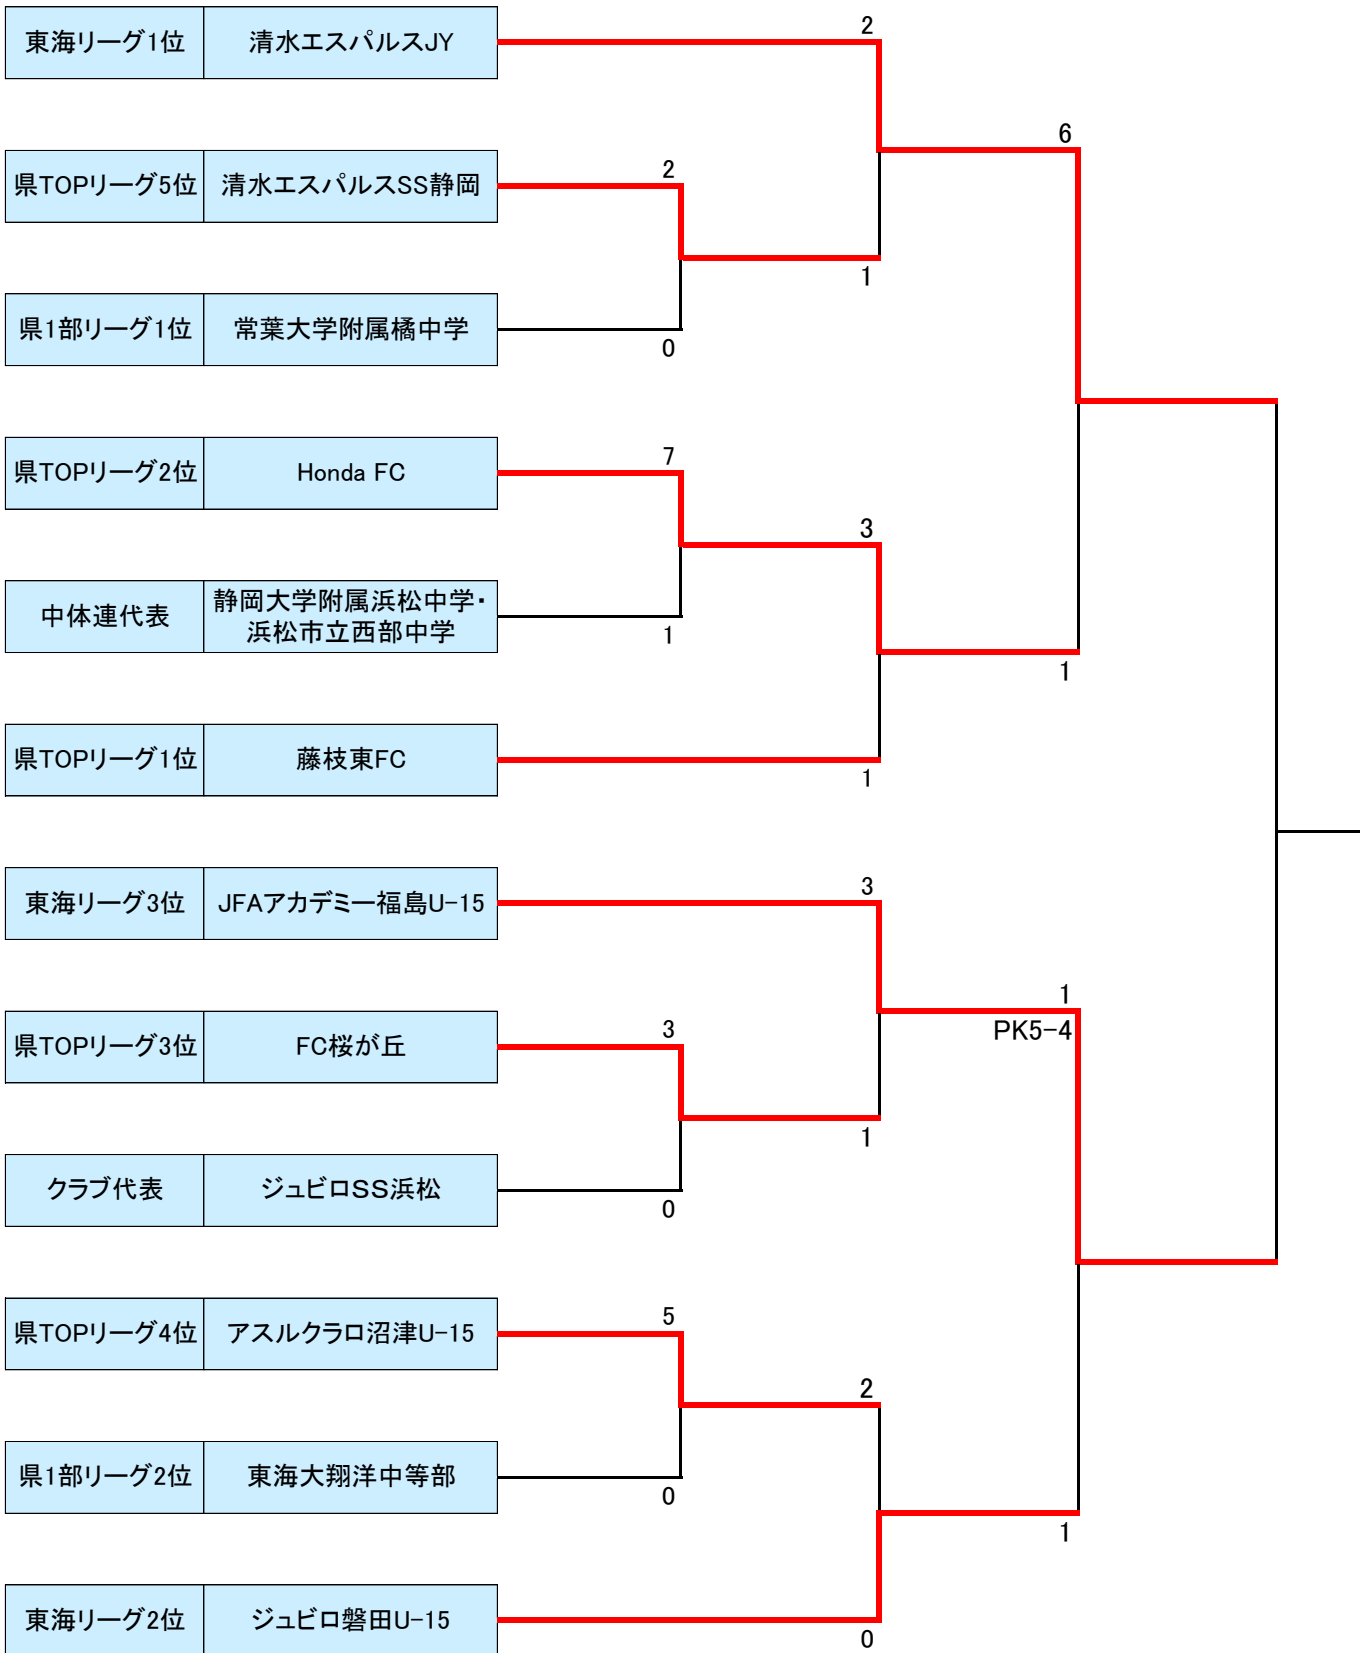 2
東海リーグ1位 清水エスパルスJY
6
2
県TOPリーグ5位 清水エスパルスSS静岡
1
県1部リーグ1位 常葉大学附属橘中学
0
7
県TOPリーグ2位 Honda FC
3
中体連代表 静岡大学附属浜松中学・
浜松市立西部中学
1
1
県TOPリーグ1位 藤枝東FC
1
3
東海リーグ3位 JFAアカデミー福島U-15
1
3
PK5-4
県TOPリーグ3位 FC桜が丘
1
クラブ代表 ジュビロSS浜松
0
5
県TOPリーグ4位 アスルクラロ沼津U-15
2
県1部リーグ2位 東海大翔洋中等部
0
1
東海リーグ2位 ジュビロ磐田U-15
0